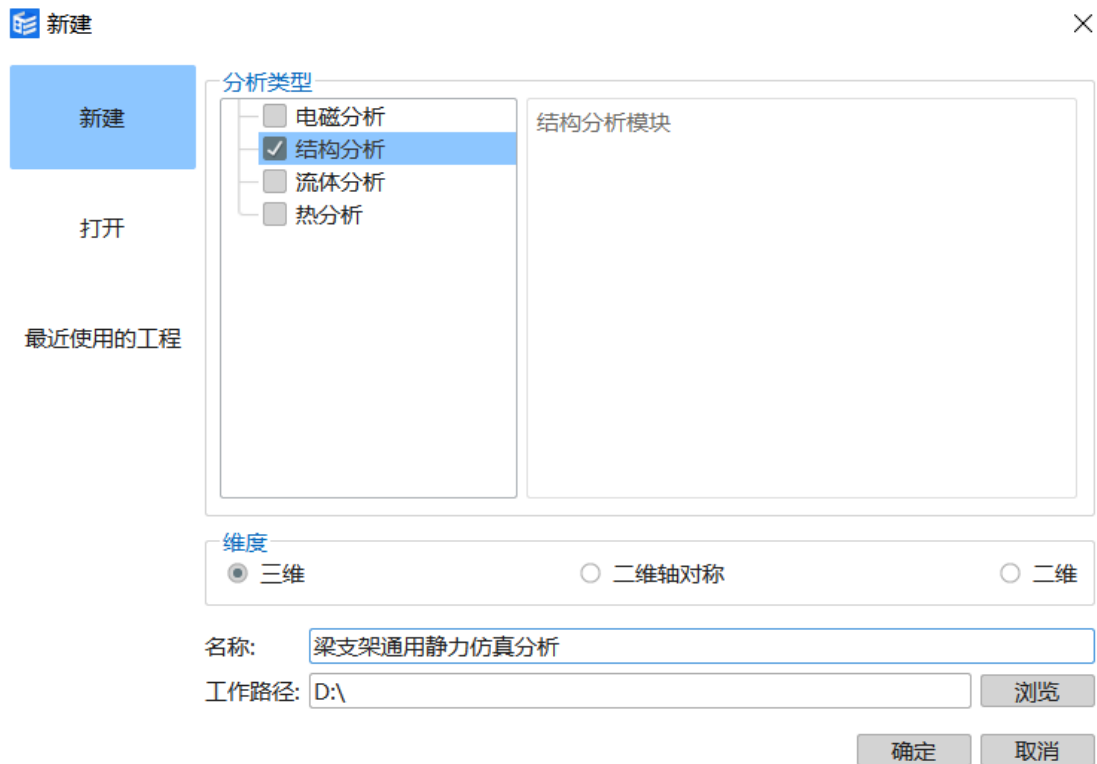 新建
新建
打开
最近使用的工程
分析类型
电磁分析
结构分析
流体分析
热分析
结构分析模块
维度
三维 二维轴对称 二维
名称: 梁支架通用静力仿真分析
工作路径: D:\ 浏览
确定 取消